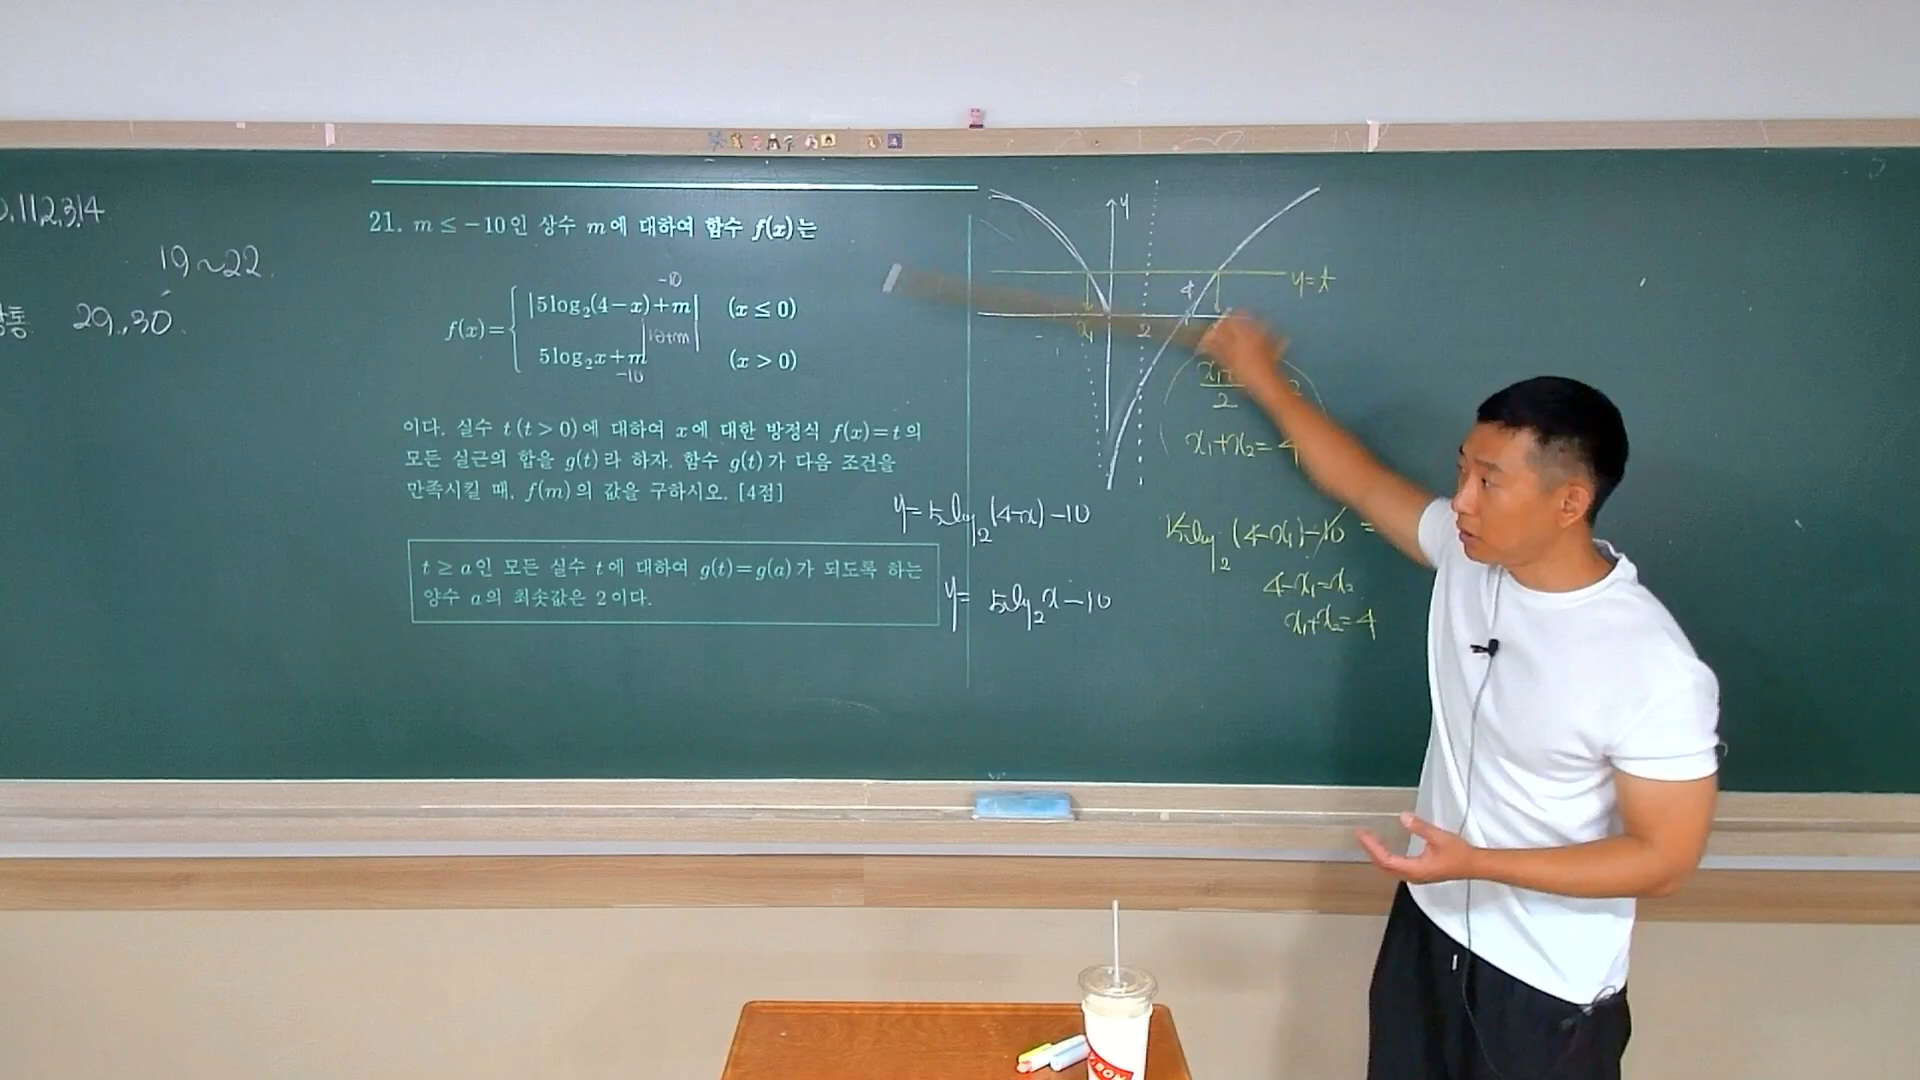 0.11,12,13,14
19~22
29,,30
21. m ≤ −10인 상수 m에 대하여 함수 f(x)는
−10
f(x)= { |5log₂(4−x)+m| (x ≤ 0)
|10+m|
5log₂x+m (x > 0)
−10
이다. 실수 t(t > 0)에 대하여 x에 대한 방정식 f(x)=t의
모든 실근의 합을 g(t)라 하자. 함수 g(t)가 다음 조건을
만족시킬 때, f(m)의 값을 구하시오. [4점]
t ≥ a인 모든 실수 t에 대하여 g(t)=g(a)가 되도록 하는
양수 a의 최솟값은 2이다.
y
y=t
4
x₁ 2
2
x₁+x₂=4
y=5log₂(4-x)-10
y= 5log₂x-10
5log₂(4-x₁)-10 =
4-x₁=x₂
x₁+x₂=4